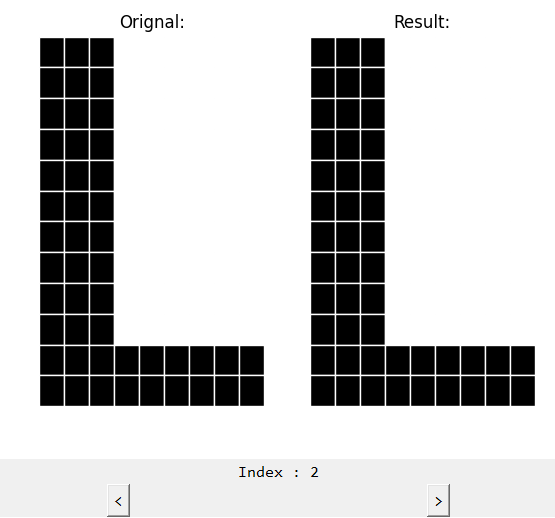 Orignal:
Result:
Index : 2
<
>